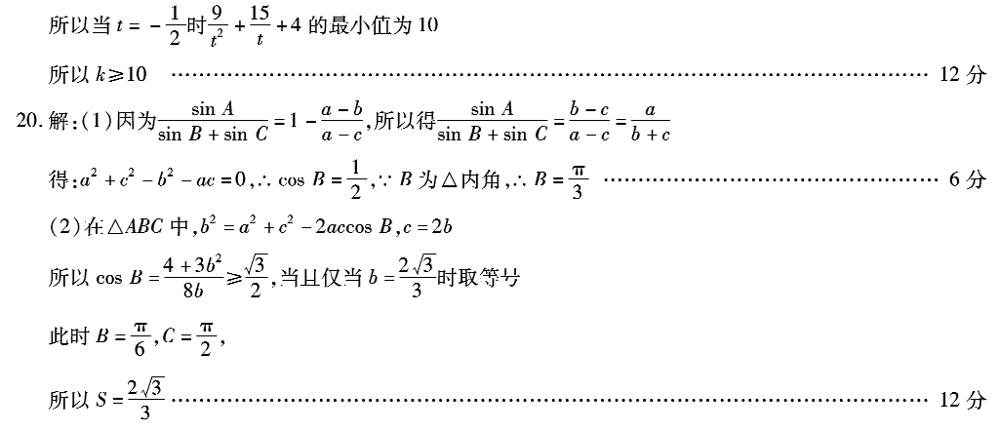 所以当 t = -1/2 时 9/t² + 15/t + 4 的最小值为 10
所以 k≥10 ………………………………………… 12 分
20. 解:(1)因为 sin A/(sin B + sin C) = 1 - (a - b)/(a - c),所以得 sin A/(sin B + sin C) = (b - c)/(a - c) = a/(b + c)
得:a² + c² - b² - ac = 0,∴ cos B = 1/2,∵ B 为△内角,∴ B = π/3 ………………… 6 分
(2)在△ABC 中,b² = a² + c² - 2accos B,c = 2b
所以 cos B = (4 + 3b²)/8b ≥ √3/2,当且仅当 b = 2√3/3 时取等号
此时 B = π/6,C = π/2,
所以 S = 2√3/3 ………………………………………… 12 分